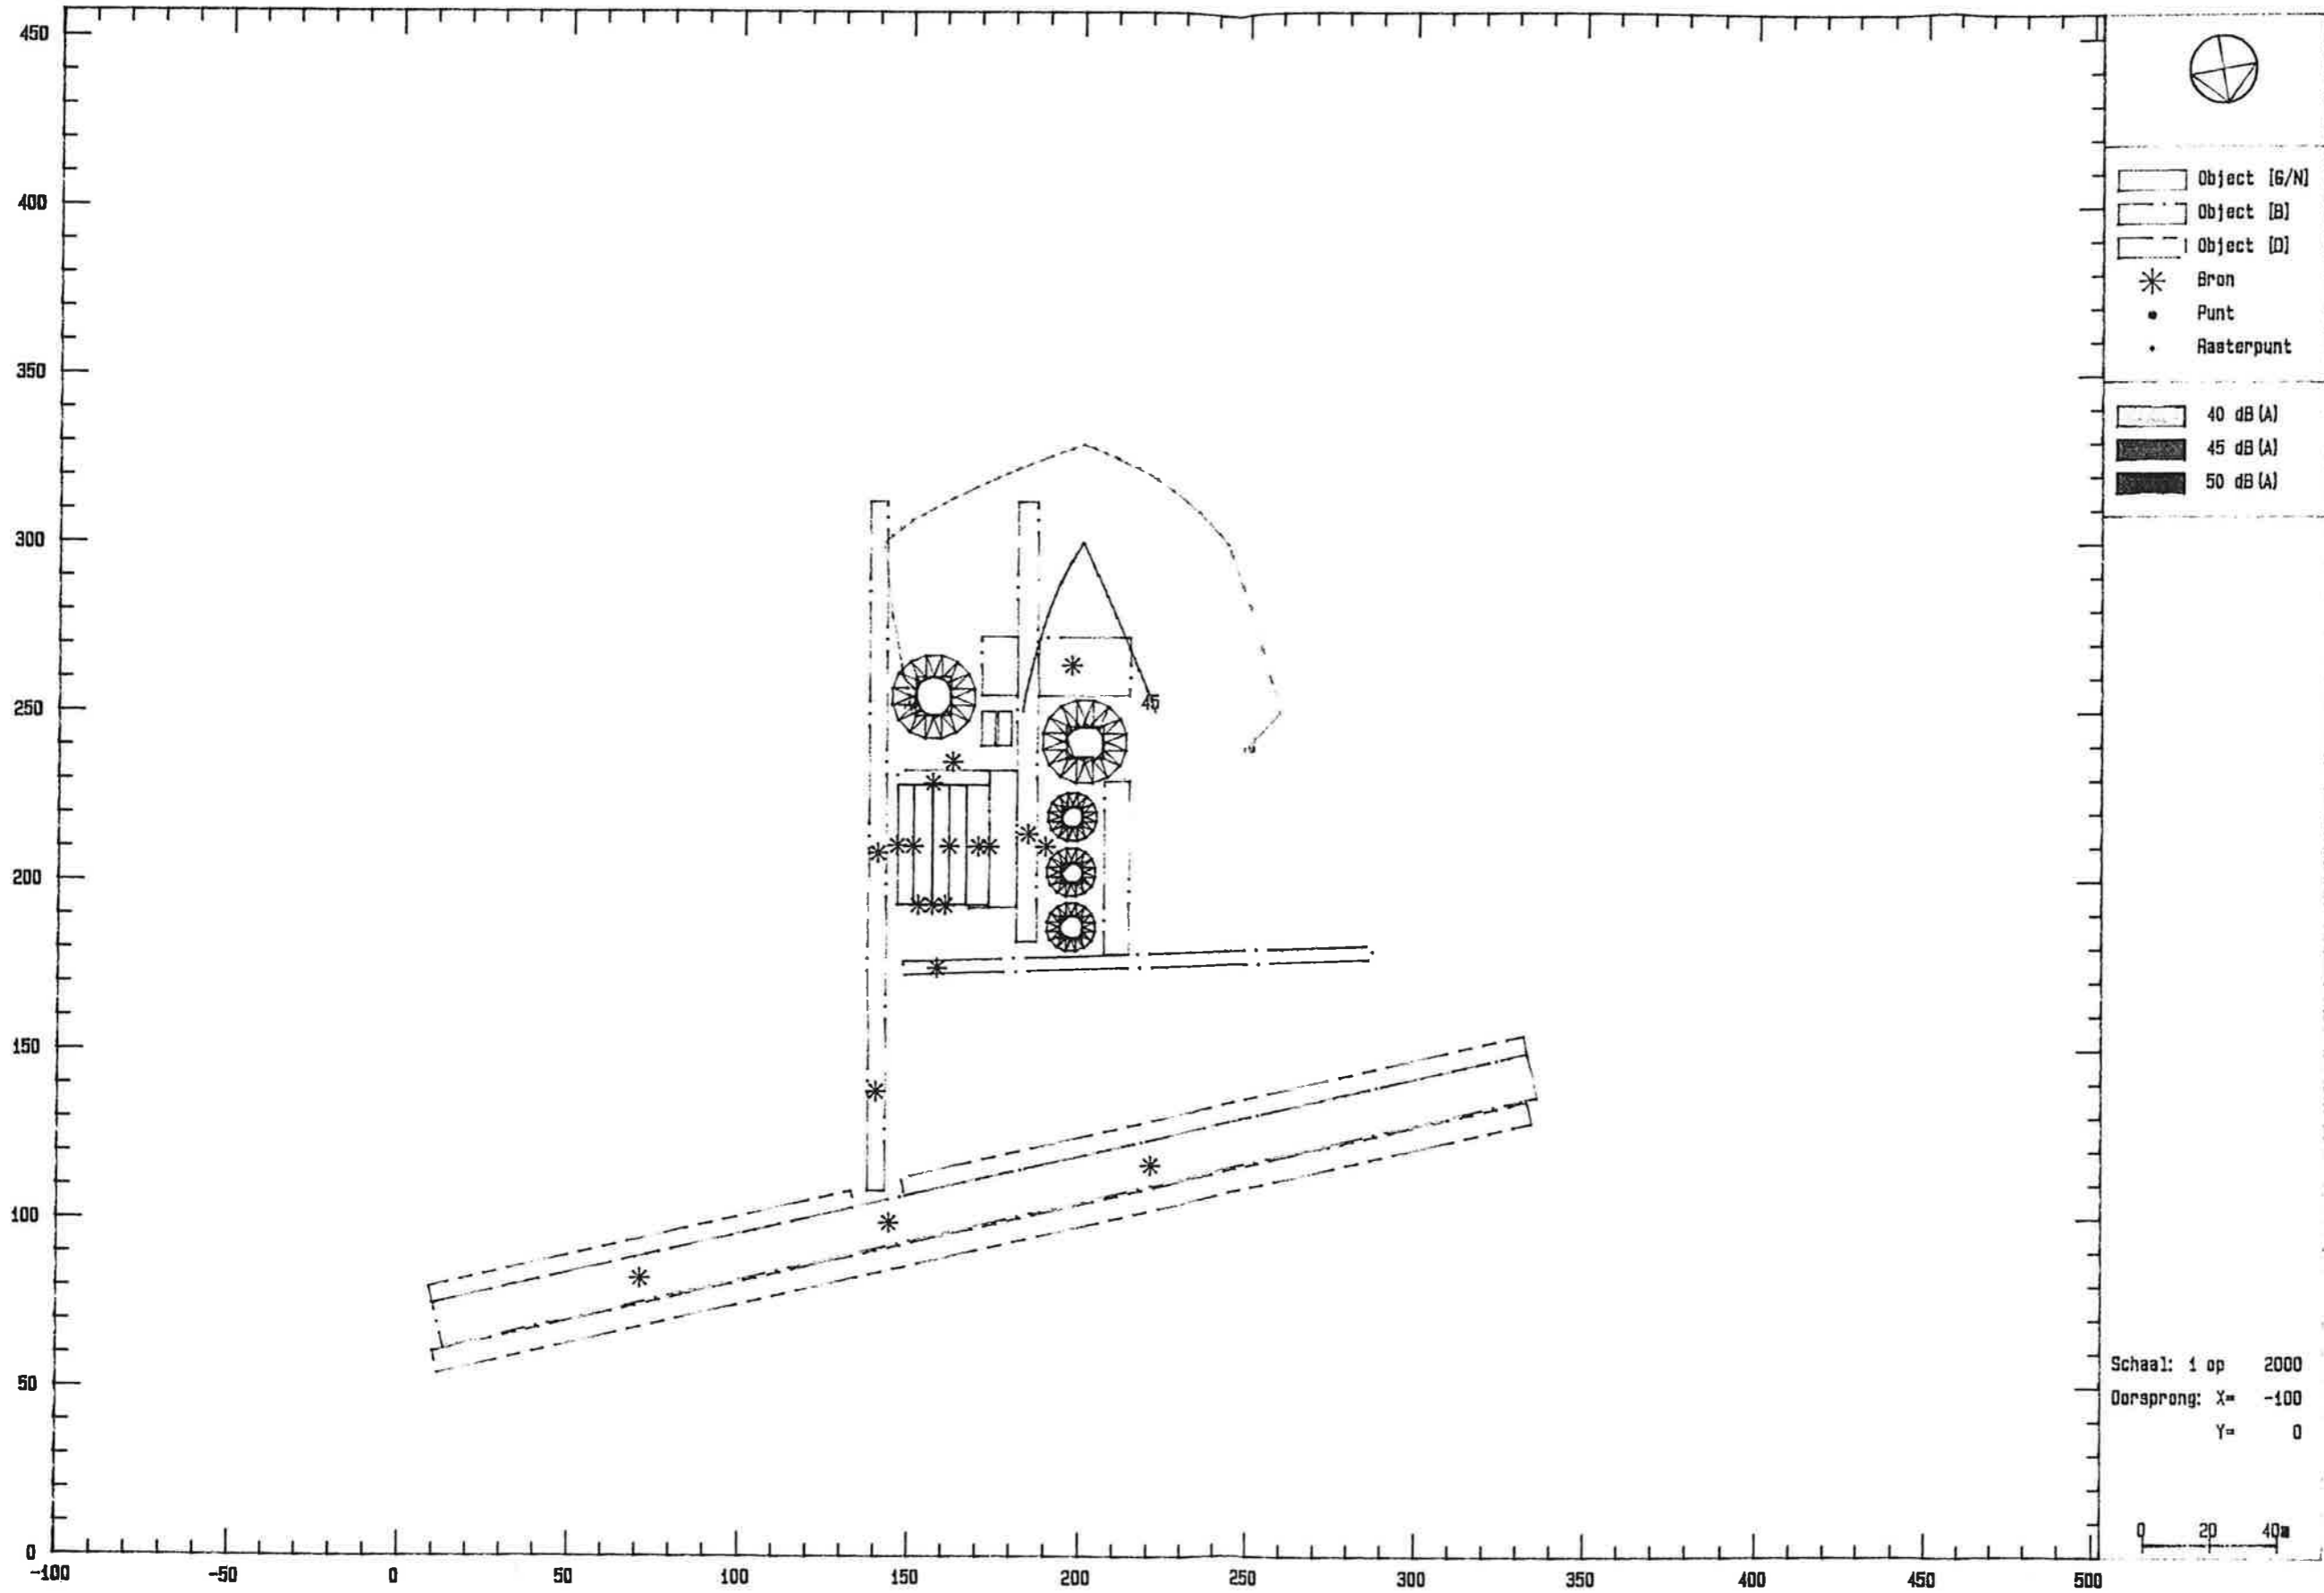 450
400
350
300
250
200
150
100
50
0
-100 -50 0 50 100 150 200 250 300 350 400 450 500
45
Object [G/N]
Object [B]
Object [D]
Bron
Punt
Rasterpunt
40 dB(A)
45 dB(A)
50 dB(A)
Schaal: 1 op 2000
Oorsprong: X= -100
Y= 0
0 20 40m